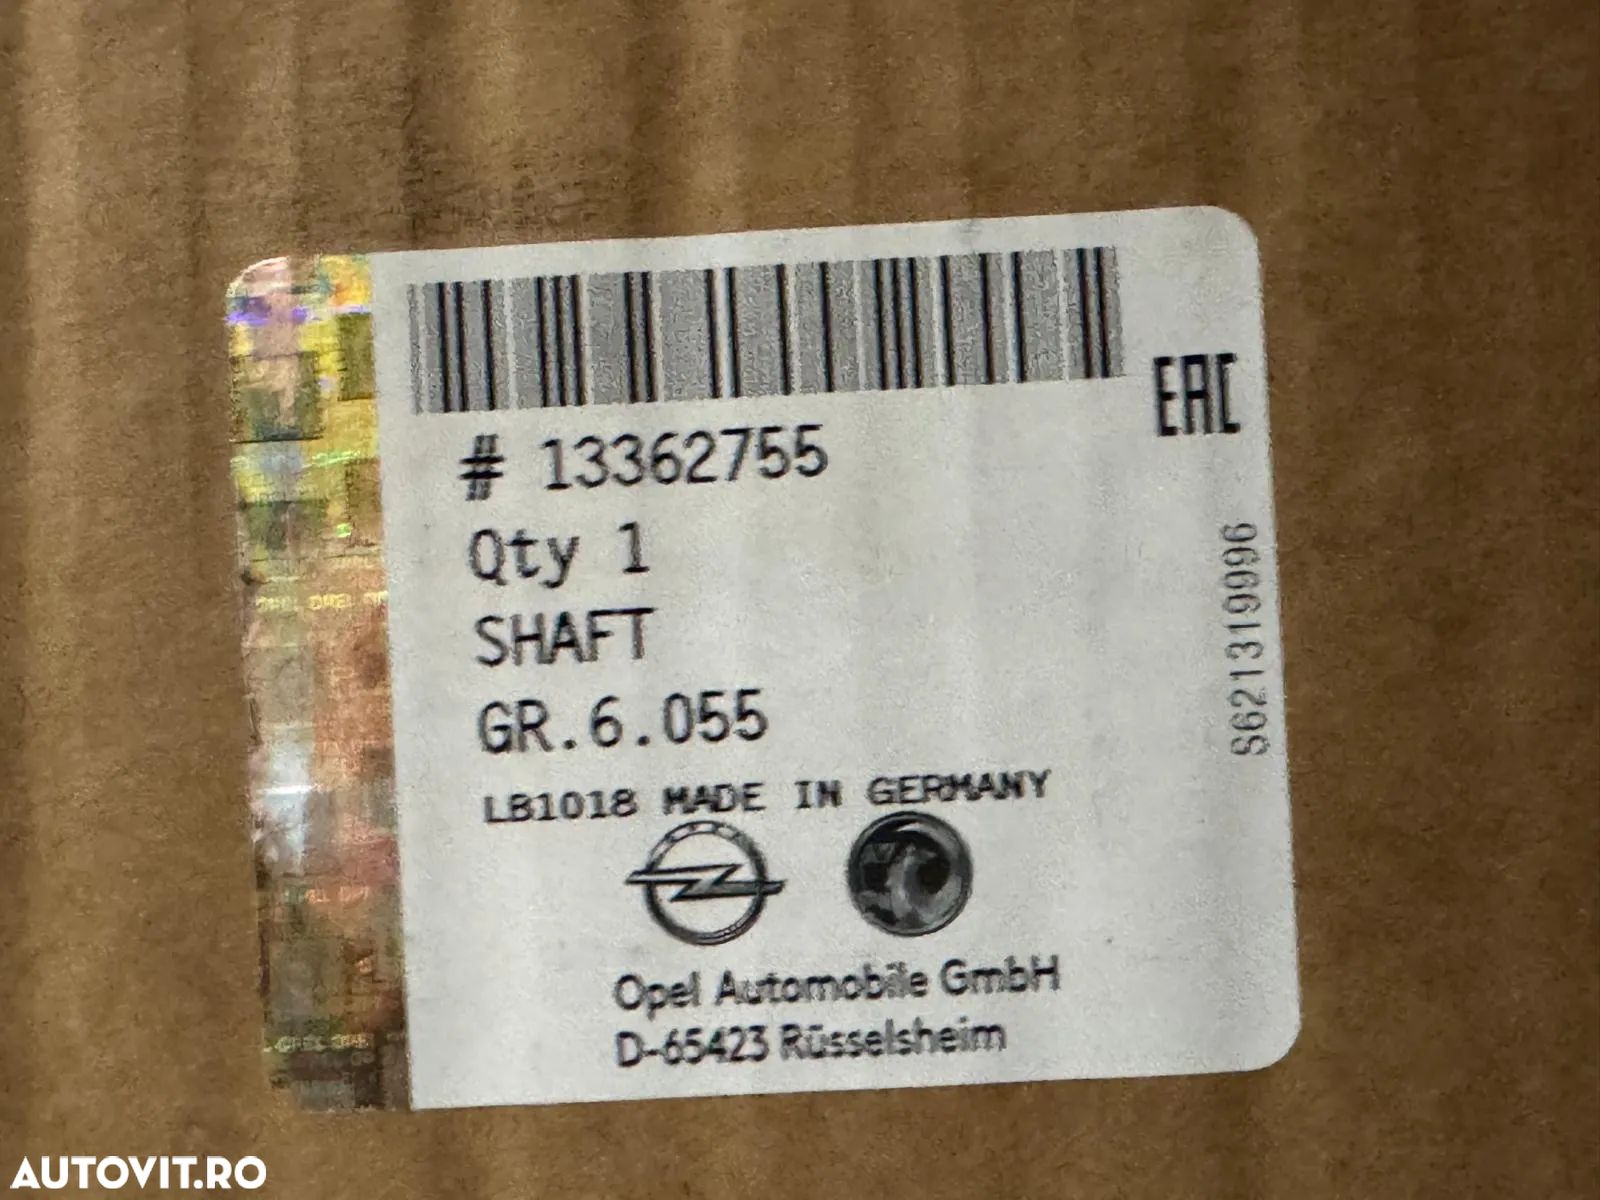 # 13362755
EAC
Qty 1
SHAFT
GR.6.055
S621319996
LB1018 MADE IN GERMANY
Opel Automobile GmbH
D-65423 Rüsselsheim
AUTOVIT.RO